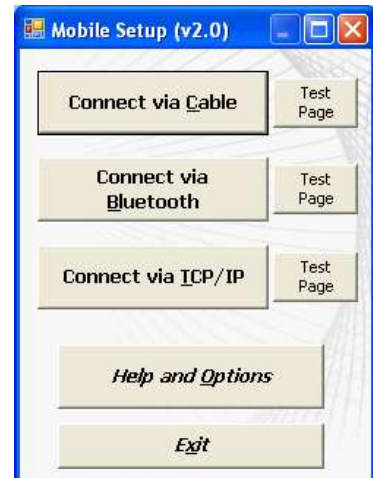 Mobile Setup (v2.0)
Connect via Cable
Test
Page
Connect via
Bluetooth
Test
Page
Connect via TCP/IP
Test
Page
Help and Options
Exit